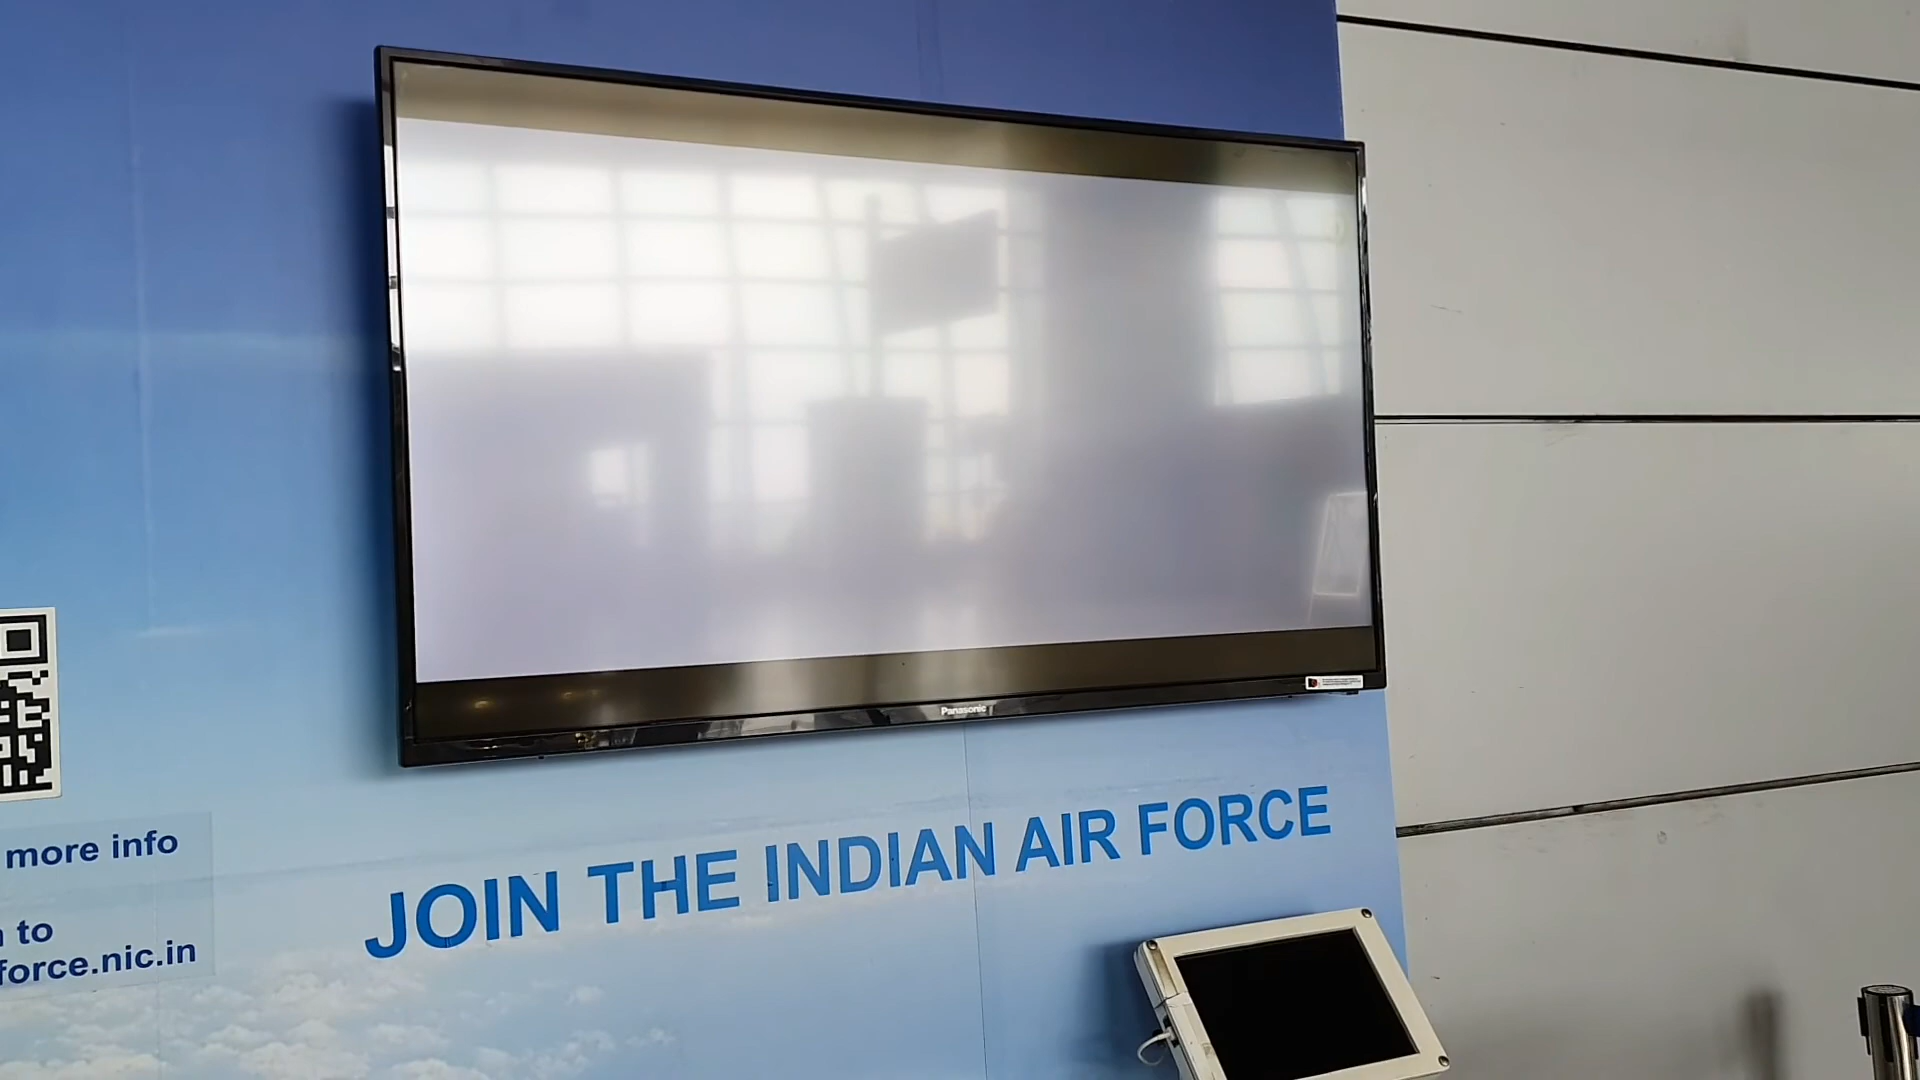 Panasonic
JOIN THE INDIAN AIR FORCE
more info
to
force.nic.in